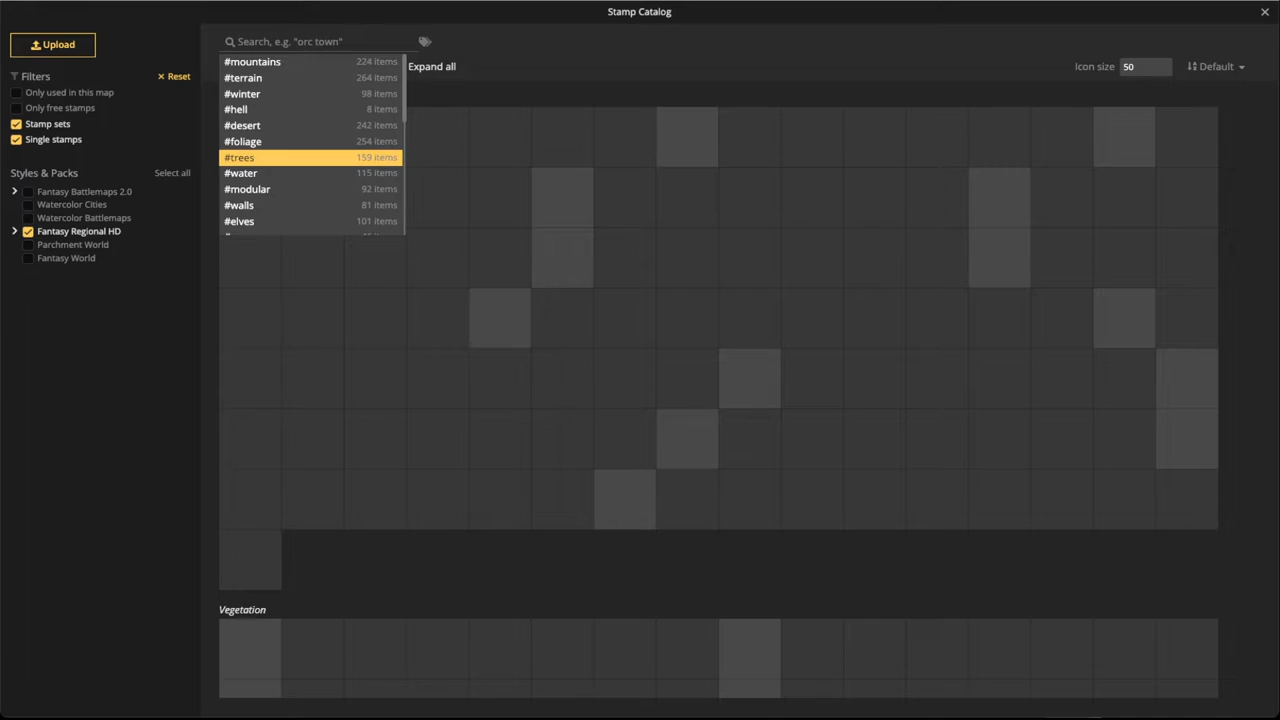 Stamp Catalog
Upload
Search, e.g. "orc town"
Filters
Reset
Only used in this map
Only free stamps
Stamp sets
Single stamps
Styles & Packs
Select all
Fantasy Battlemaps 2.0
Watercolor Cities
Watercolor Battlemaps
Fantasy Regional HD
Parchment World
Fantasy World
#mountains 224 items
#terrain 264 items
#winter 98 items
#hell 8 items
#desert 242 items
#foliage 254 items
#trees 159 items
#water 115 items
#modular 92 items
#walls 81 items
#elves 101 items
Expand all
Icon size 50
Default
Vegetation